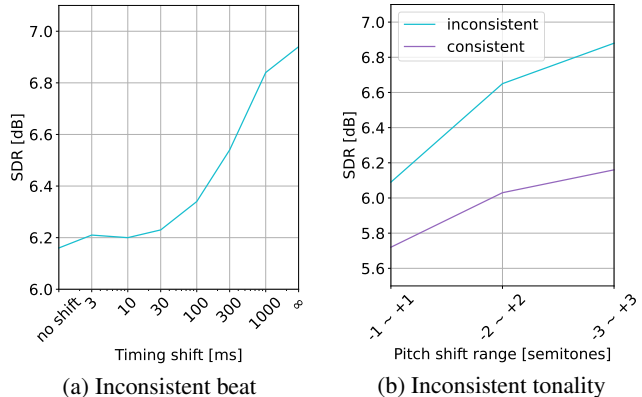 7.0
6.8
6.6
6.4
6.2
6.0
SDR [dB]
no shift
3
10
30
100
300
1000
∞
Timing shift [ms]
(a) Inconsistent beat
inconsistent
consistent
7.0
6.8
6.6
6.4
6.2
6.0
5.8
5.6
SDR [dB]
-1 ~ +1
-2 ~ +2
-3 ~ +3
Pitch shift range [semitones]
(b) Inconsistent tonality